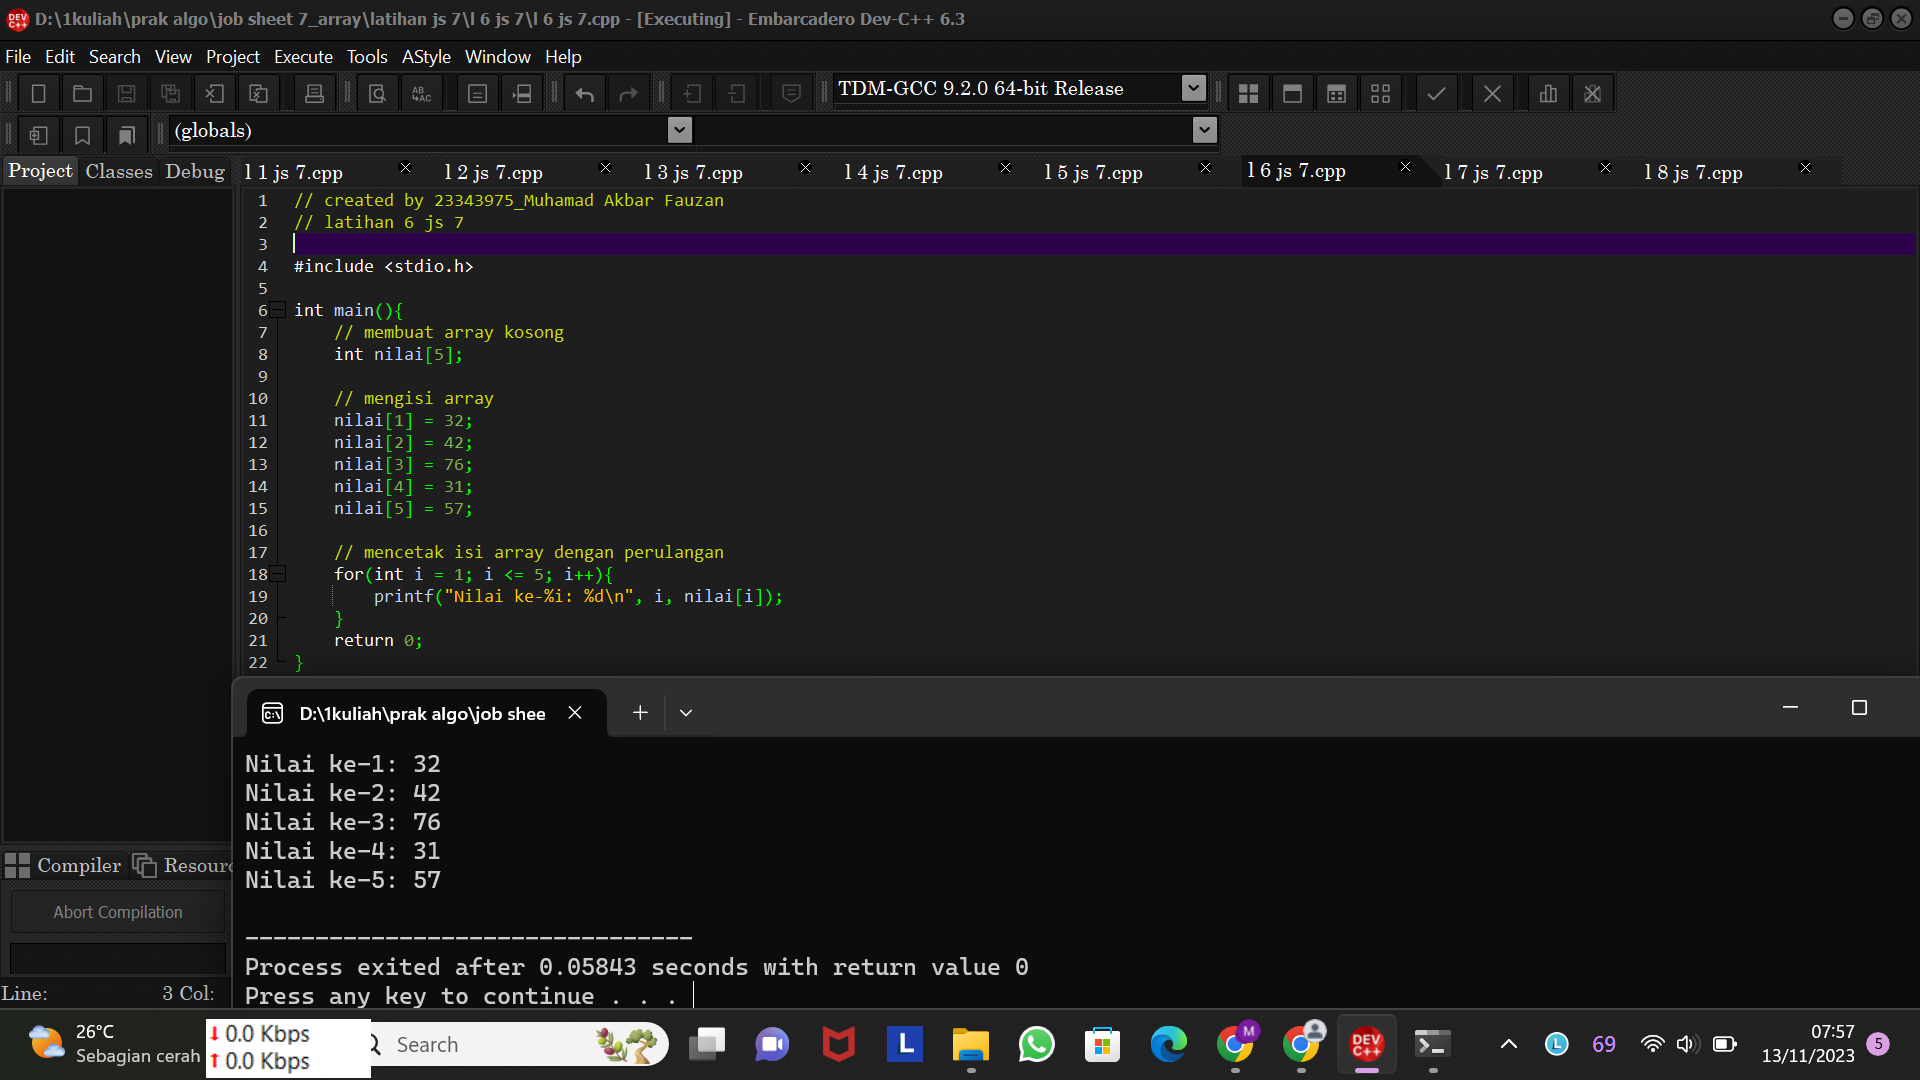 D:\1kuliah\prak algo\job sheet 7_array\latihan js 7\l 6 js 7\l 6 js 7.cpp - [Executing] - Embarcadero Dev-C++ 6.3
File Edit Search View Project Execute Tools AStyle Window Help
TDM-GCC 9.2.0 64-bit Release
(globals)
Project Classes Debug
l 1 js 7.cpp l 2 js 7.cpp l 3 js 7.cpp l 4 js 7.cpp l 5 js 7.cpp l 6 js 7.cpp l 7 js 7.cpp l 8 js 7.cpp
1 // created by 23343975_Muhamad Akbar Fauzan
2 // latihan 6 js 7
3
4 #include <stdio.h>
5
6 int main(){
7 // membuat array kosong
8 int nilai[5];
9
10 // mengisi array
11 nilai[1] = 32;
12 nilai[2] = 42;
13 nilai[3] = 76;
14 nilai[4] = 31;
15 nilai[5] = 57;
16
17 // mencetak isi array dengan perulangan
18 for(int i = 1; i <= 5; i++){
19 printf("Nilai ke-%i: %d\n", i, nilai[i]);
20 }
21 return 0;
22 }
D:\1kuliah\prak algo\job shee
Nilai ke-1: 32
Nilai ke-2: 42
Nilai ke-3: 76
Nilai ke-4: 31
Nilai ke-5: 57
--------------------------------
Process exited after 0.05843 seconds with return value 0
Press any key to continue . . .
Compiler Resourc
Abort Compilation
Line: 3 Col:
26°C
Sebagian cerah
0.0 Kbps
0.0 Kbps
Search
L
M
DEV C++
L
69
07:57
13/11/2023
5